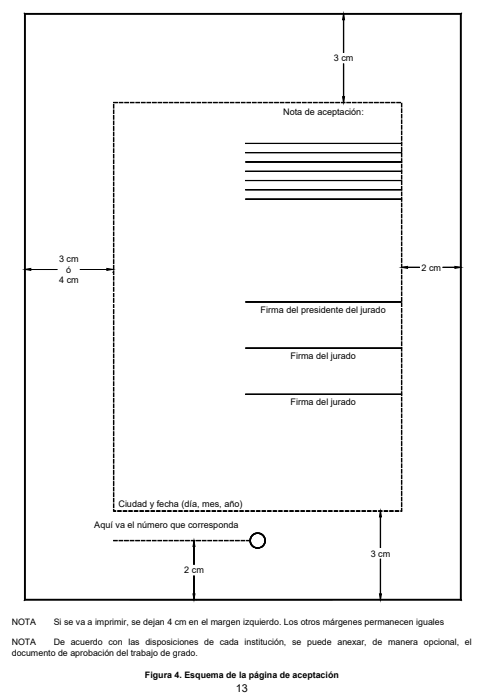 3 cm
Nota de aceptación:
3 cm
ó
4 cm
2 cm
Firma del presidente del jurado
Firma del jurado
Firma del jurado
Ciudad y fecha (día, mes, año)
Aquí va el número que corresponda
3 cm
2 cm
NOTA Si se va a imprimir, se dejan 4 cm en el margen izquierdo. Los otros márgenes permanecen iguales
NOTA De acuerdo con las disposiciones de cada institución, se puede anexar, de manera opcional, el
documento de aprobación del trabajo de grado.
Figura 4. Esquema de la página de aceptación
13